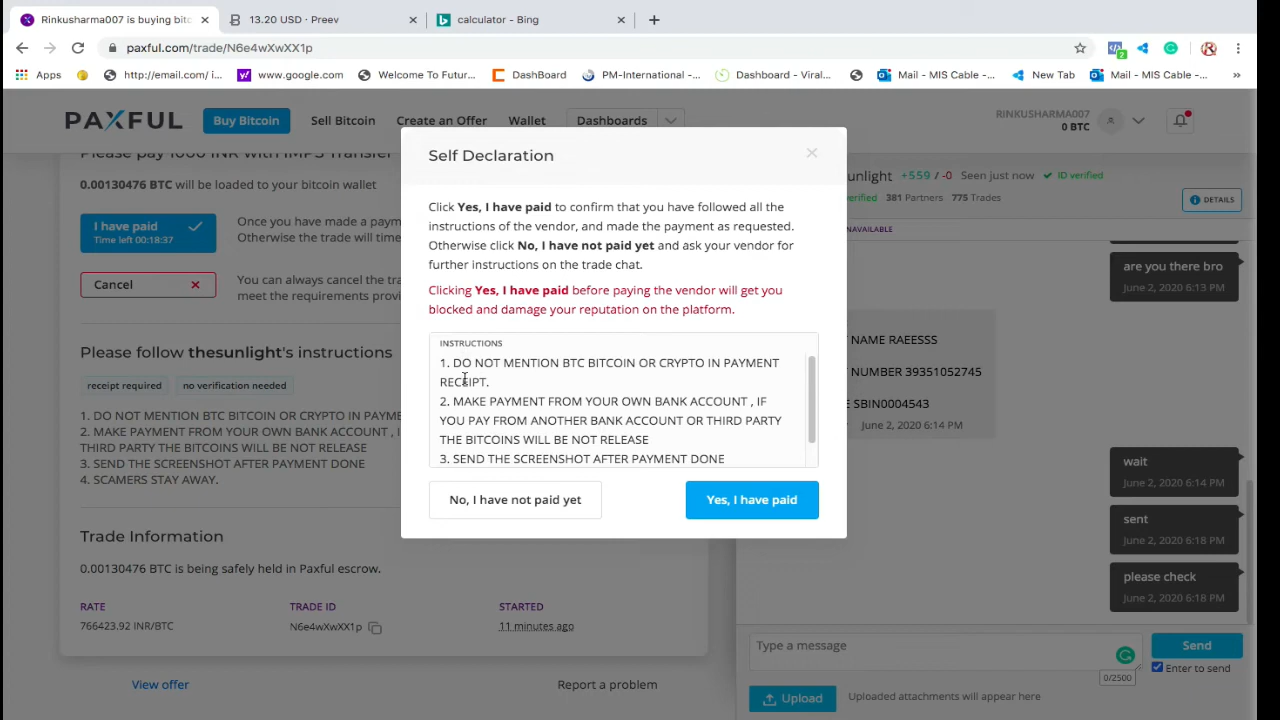 Rinkusharma007 is buying bitc
13.20 USD · Preev
calculator - Bing
paxful.com/trade/N6e4wXwXX1p
Apps
http://email.com/ i...
www.google.com
Welcome To Futur...
DashBoard
PM-International -...
Dashboard - Viral...
Mail - MIS Cable -...
New Tab
Mail - MIS Cable -...
PAXFUL
Buy Bitcoin
Sell Bitcoin
Create an Offer
Wallet
Dashboards
RINKUSHARMA007
0 BTC
Please pay 1000 INR with IMPS Transfer
0.00130476 BTC will be loaded to your bitcoin wallet
I have paid
Time left 00:18:37
Once you have made a paym
Otherwise the trade will time
Cancel
You can always cancel the tra
meet the requirements provi
Please follow thesunlight's instructions
receipt required
no verification needed
1. DO NOT MENTION BTC BITCOIN OR CRYPTO IN PAYME
2. MAKE PAYMENT FROM YOUR OWN BANK ACCOUNT , I
THIRD PARTY THE BITCOINS WILL BE NOT RELEASE
3. SEND THE SCREENSHOT AFTER PAYMENT DONE
4. SCAMERS STAY AWAY.
Trade Information
0.00130476 BTC is being safely held in Paxful escrow.
RATE
TRADE ID
STARTED
766423.92 INR/BTC
N6e4wXwXX1p
11 minutes ago
View offer
Report a problem
Self Declaration
Click Yes, I have paid to confirm that you have followed all the
instructions of the vendor, and made the payment as requested.
Otherwise click No, I have not paid yet and ask your vendor for
further instructions on the trade chat.
Clicking Yes, I have paid before paying the vendor will get you
blocked and damage your reputation on the platform.
INSTRUCTIONS
1. DO NOT MENTION BTC BITCOIN OR CRYPTO IN PAYMENT
RECEIPT.
2. MAKE PAYMENT FROM YOUR OWN BANK ACCOUNT , IF
YOU PAY FROM ANOTHER BANK ACCOUNT OR THIRD PARTY
THE BITCOINS WILL BE NOT RELEASE
3. SEND THE SCREENSHOT AFTER PAYMENT DONE
No, I have not paid yet
Yes, I have paid
sunlight +559 / -0 Seen just now ID verified
verified 381 Partners 775 Trades
DETAILS
NAVAILABLE
are you there bro
June 2, 2020 6:13 PM
NAME RAEESSS
T NUMBER 39351052745
E SBIN0004543
June 2, 2020 6:14 PM
wait
June 2, 2020 6:14 PM
sent
June 2, 2020 6:18 PM
please check
June 2, 2020 6:18 PM
Type a message
0/2500
Send
Enter to send
Upload
Uploaded attachments will appear here